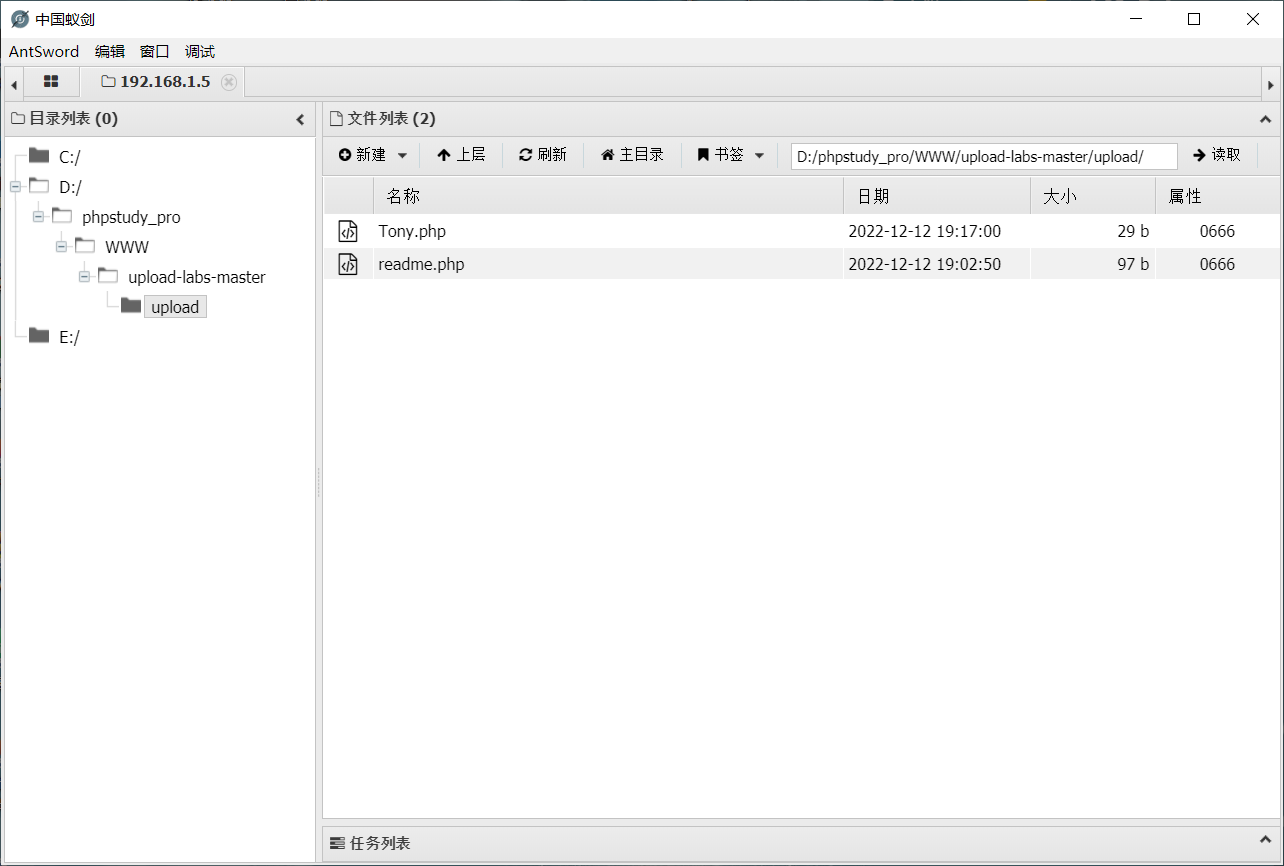 中国蚁剑
AntSword 编辑 窗口 调试
192.168.1.5
目录列表 (0)
C:/
D:/
phpstudy_pro
WWW
upload-labs-master
upload
E:/
文件列表 (2)
新建 上层 刷新 主目录 书签 D:/phpstudy_pro/WWW/upload-labs-master/upload/ 读取
名称 日期 大小 属性
Tony.php 2022-12-12 19:17:00 29 b 0666
readme.php 2022-12-12 19:02:50 97 b 0666
任务列表